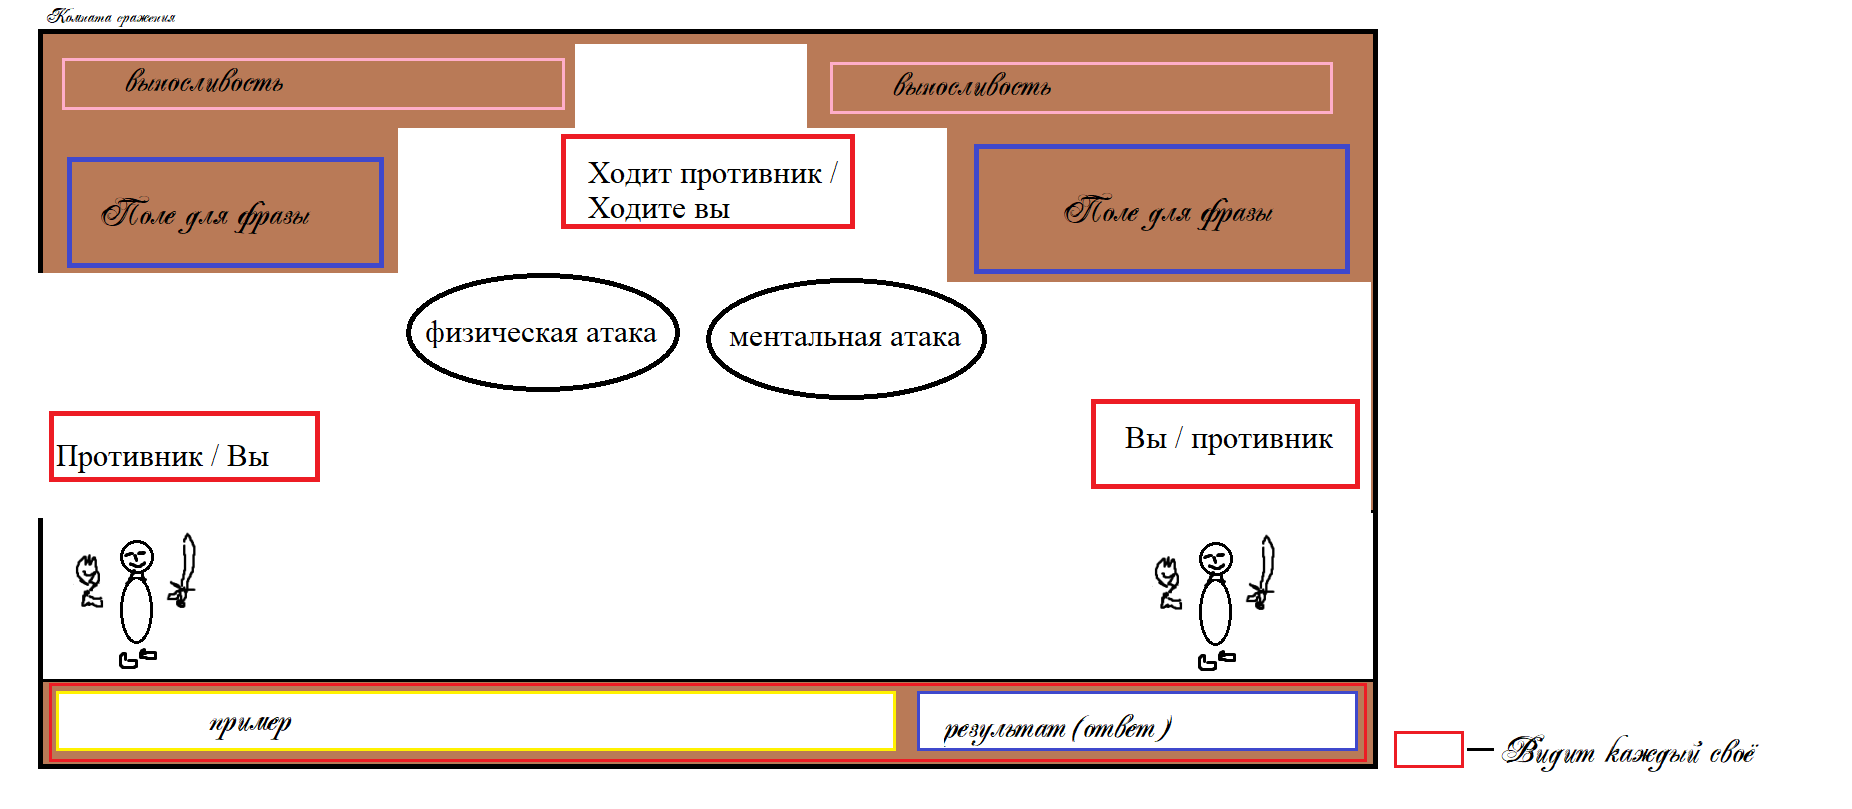 Комната сражения
выносливость
выносливость
Ходит противник /
Ходите вы
Поле для фразы
Поле для фразы
физическая атака
ментальная атака
Противник / Вы
Вы / противник
пример
результат (ответ)
Видит каждый своё